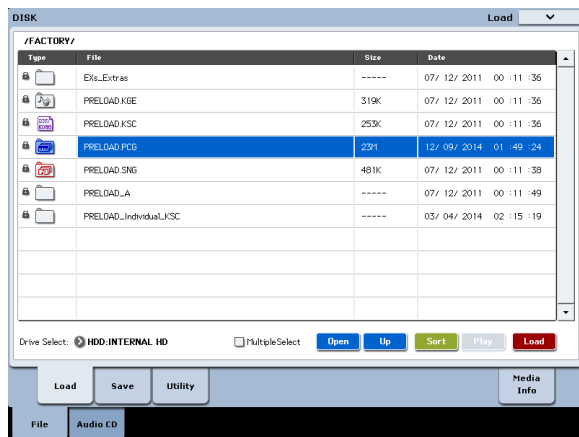 DISK Load
/FACTORY/
Type File Size Date
EXs_Extras ----- 07/ 12/ 2011 00 :11 :36
PRELOAD.KGE 319K 07/ 12/ 2011 00 :11 :36
PRELOAD.KSC 253K 07/ 12/ 2011 00 :11 :36
PRELOAD.PCG 23M 12/ 09/ 2014 01 :49 :24
PRELOAD.SNG 481K 07/ 12/ 2011 00 :11 :38
PRELOAD_A ----- 07/ 12/ 2011 00 :11 :49
PRELOAD_Individual_KSC ----- 03/ 04/ 2014 02 :15 :19
Drive Select: HDD:INTERNAL HD Multiple Select Open Up Sort Play Load
Load Save Utility Media Info
File Audio CD